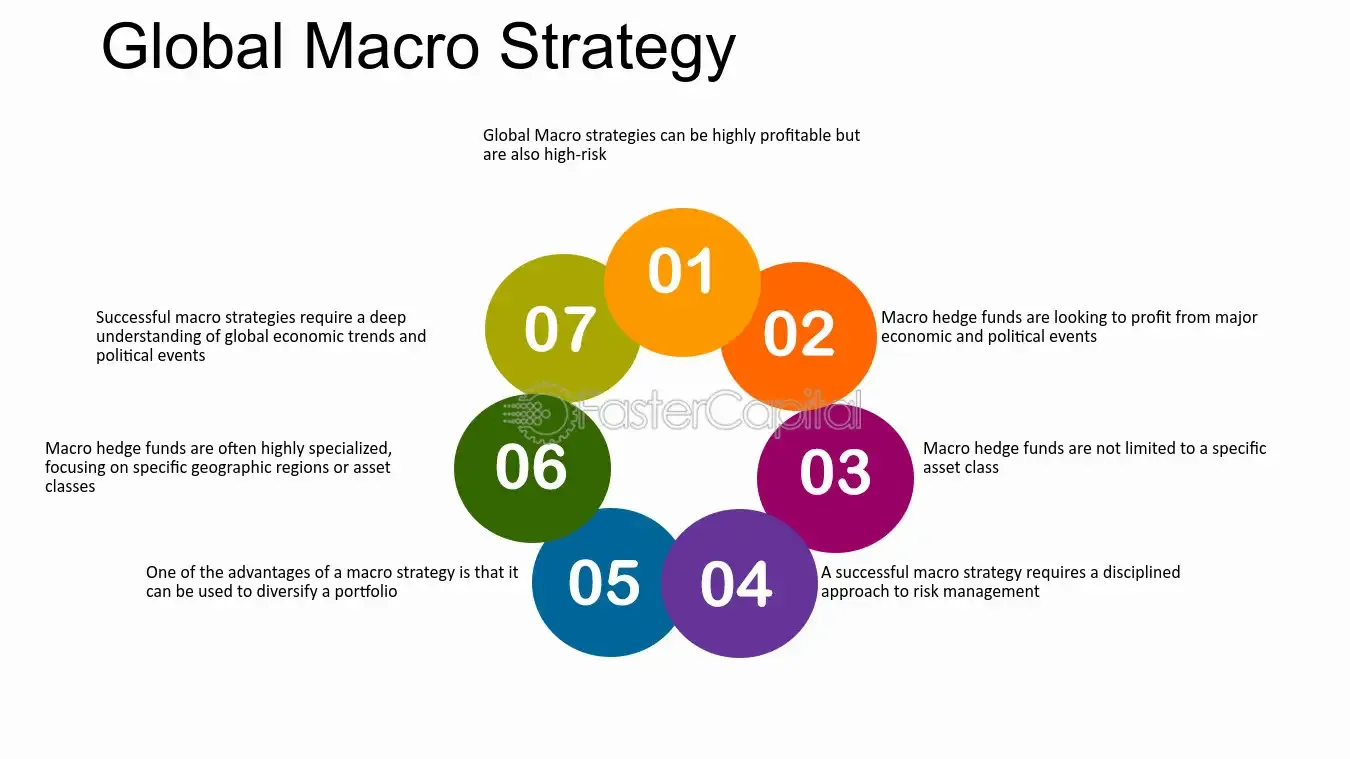 Global Macro Strategy
Global Macro strategies can be highly profitable but
are also high-risk
01
02
Macro hedge funds are looking to profit from major
economic and political events
03
Macro hedge funds are not limited to a specific
asset class
04
A successful macro strategy requires a disciplined
approach to risk management
05
One of the advantages of a macro strategy is that it
can be used to diversify a portfolio
06
Macro hedge funds are often highly specialized,
focusing on specific geographic regions or asset
classes
07
Successful macro strategies require a deep
understanding of global economic trends and
political events
FasterCapital